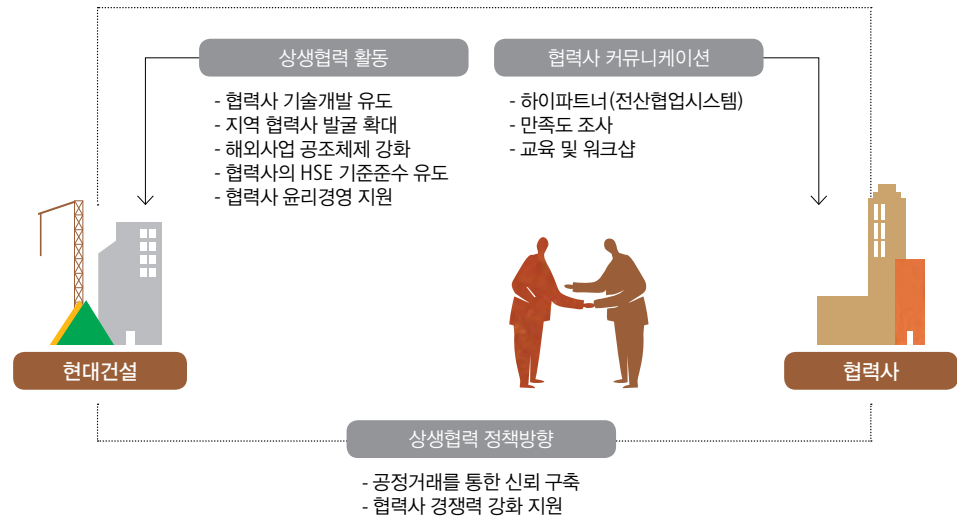 상생협력 활동
- 협력사 기술개발 유도
- 지역 협력사 발굴 확대
- 해외사업 공조체제 강화
- 협력사의 HSE 기준준수 유도
- 협력사 윤리경영 지원
협력사 커뮤니케이션
- 하이파트너(전산협업시스템)
- 만족도 조사
- 교육 및 워크샵
현대건설
협력사
상생협력 정책방향
- 공정거래를 통한 신뢰 구축
- 협력사 경쟁력 강화 지원